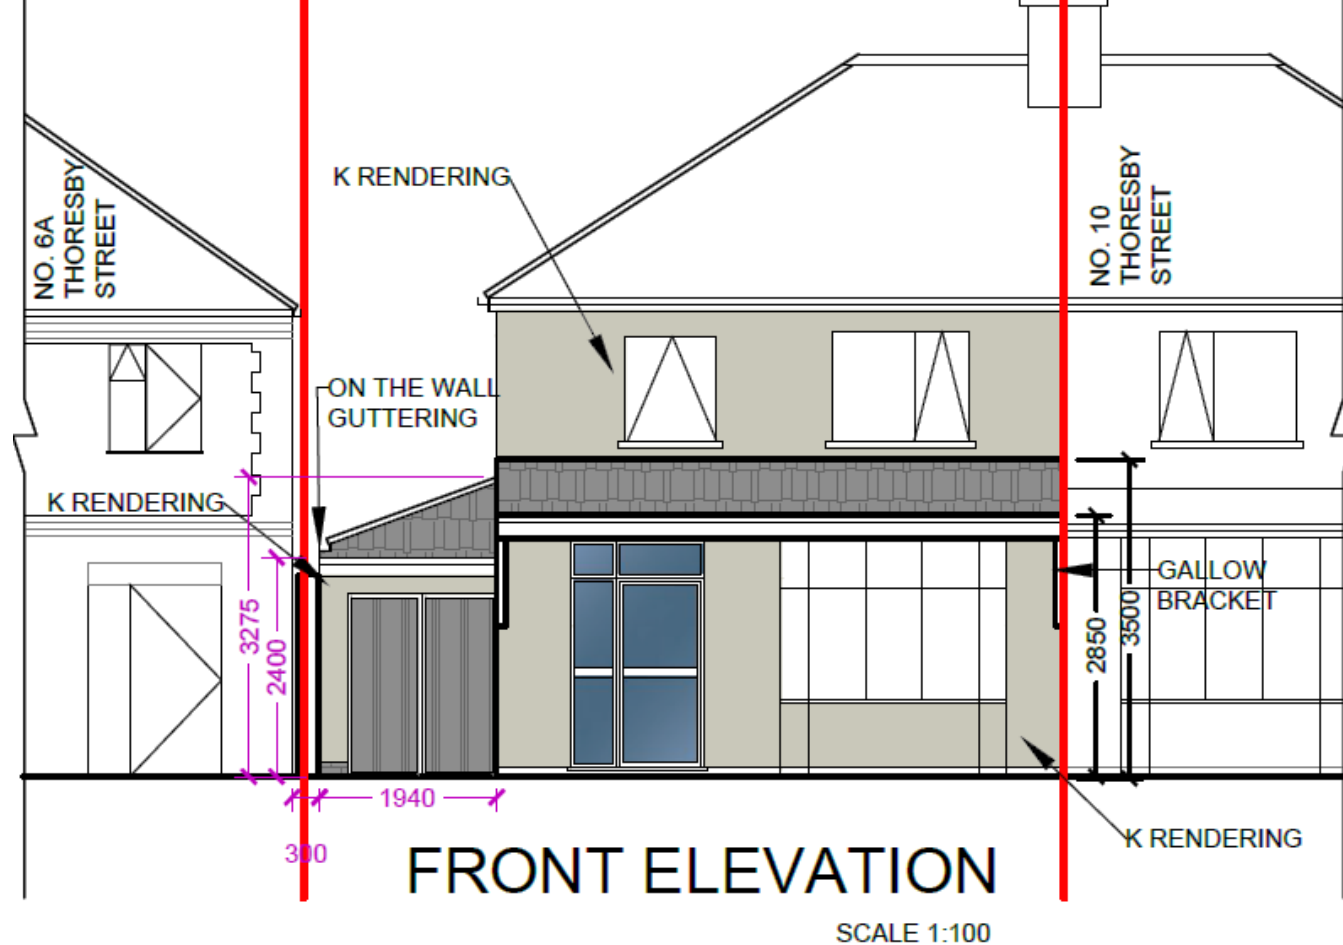 NO. 6A
THORESBY
STREET
K RENDERING
NO. 10
THORESBY
STREET
ON THE WALL
GUTTERING
K RENDERING
3275
2400
GALLOW
BRACKET
2850
3500
1940
300
K RENDERING
FRONT ELEVATION
SCALE 1:100